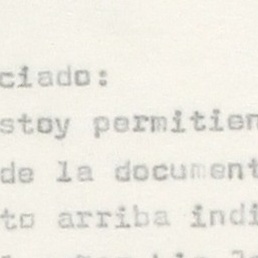 ciado:
stoy permitien
de la document
to arriba indi